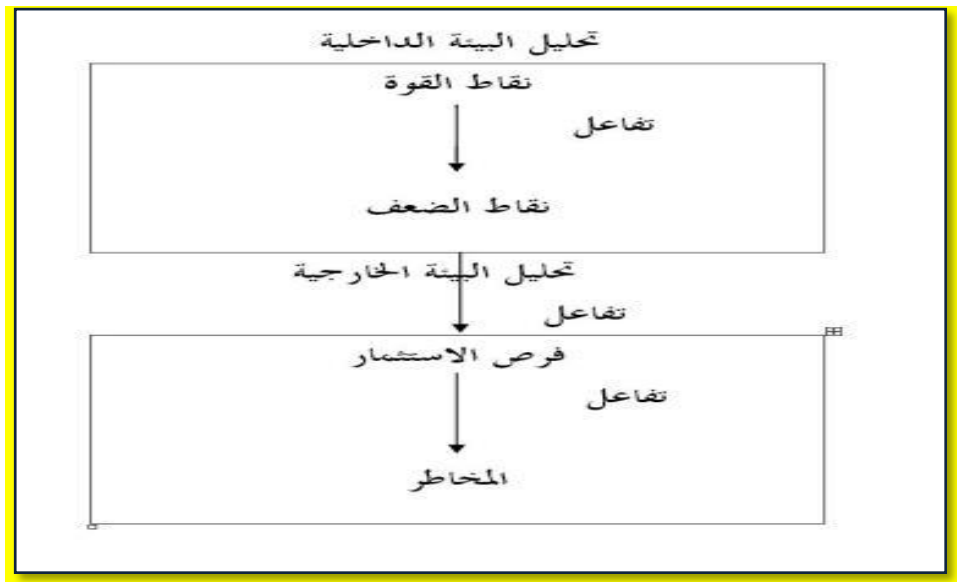 تحليل البيئة الداخلية
نقاط القوة
تفاعل
نقاط الضعف
تحليل البيئة الخارجية
تفاعل
فرص الاستثمار
تفاعل
المخاطر